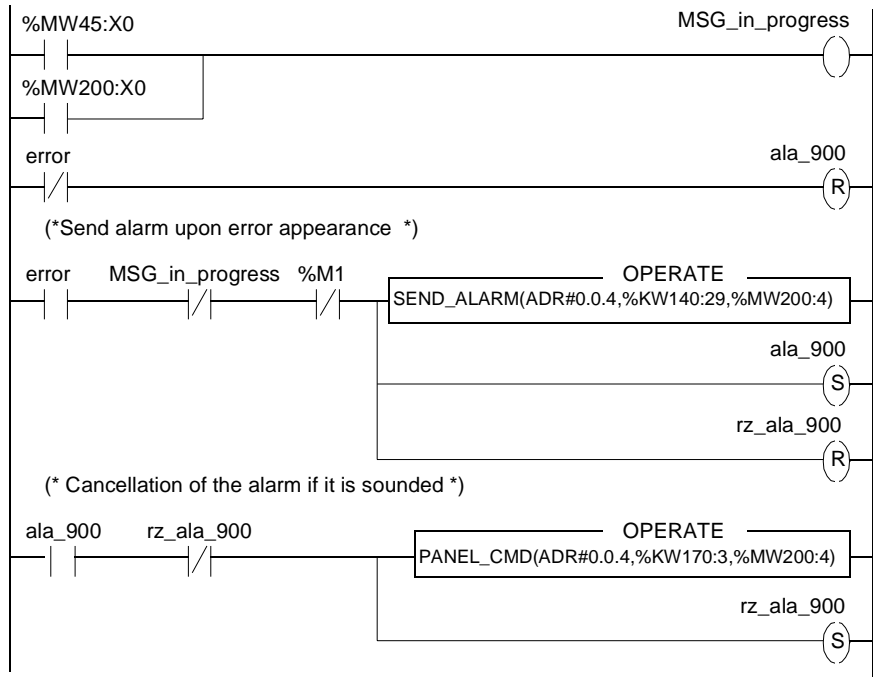 %MW45:X0 MSG_in_progress
%MW200:X0
error ala_900
R
(*Send alarm upon error appearance *)
error MSG_in_progress %M1 OPERATE
SEND_ALARM(ADR#0.0.4,%KW140:29,%MW200:4)
ala_900
S
rz_ala_900
R
(* Cancellation of the alarm if it is sounded *)
ala_900 rz_ala_900 OPERATE
PANEL_CMD(ADR#0.0.4,%KW170:3,%MW200:4)
rz_ala_900
S